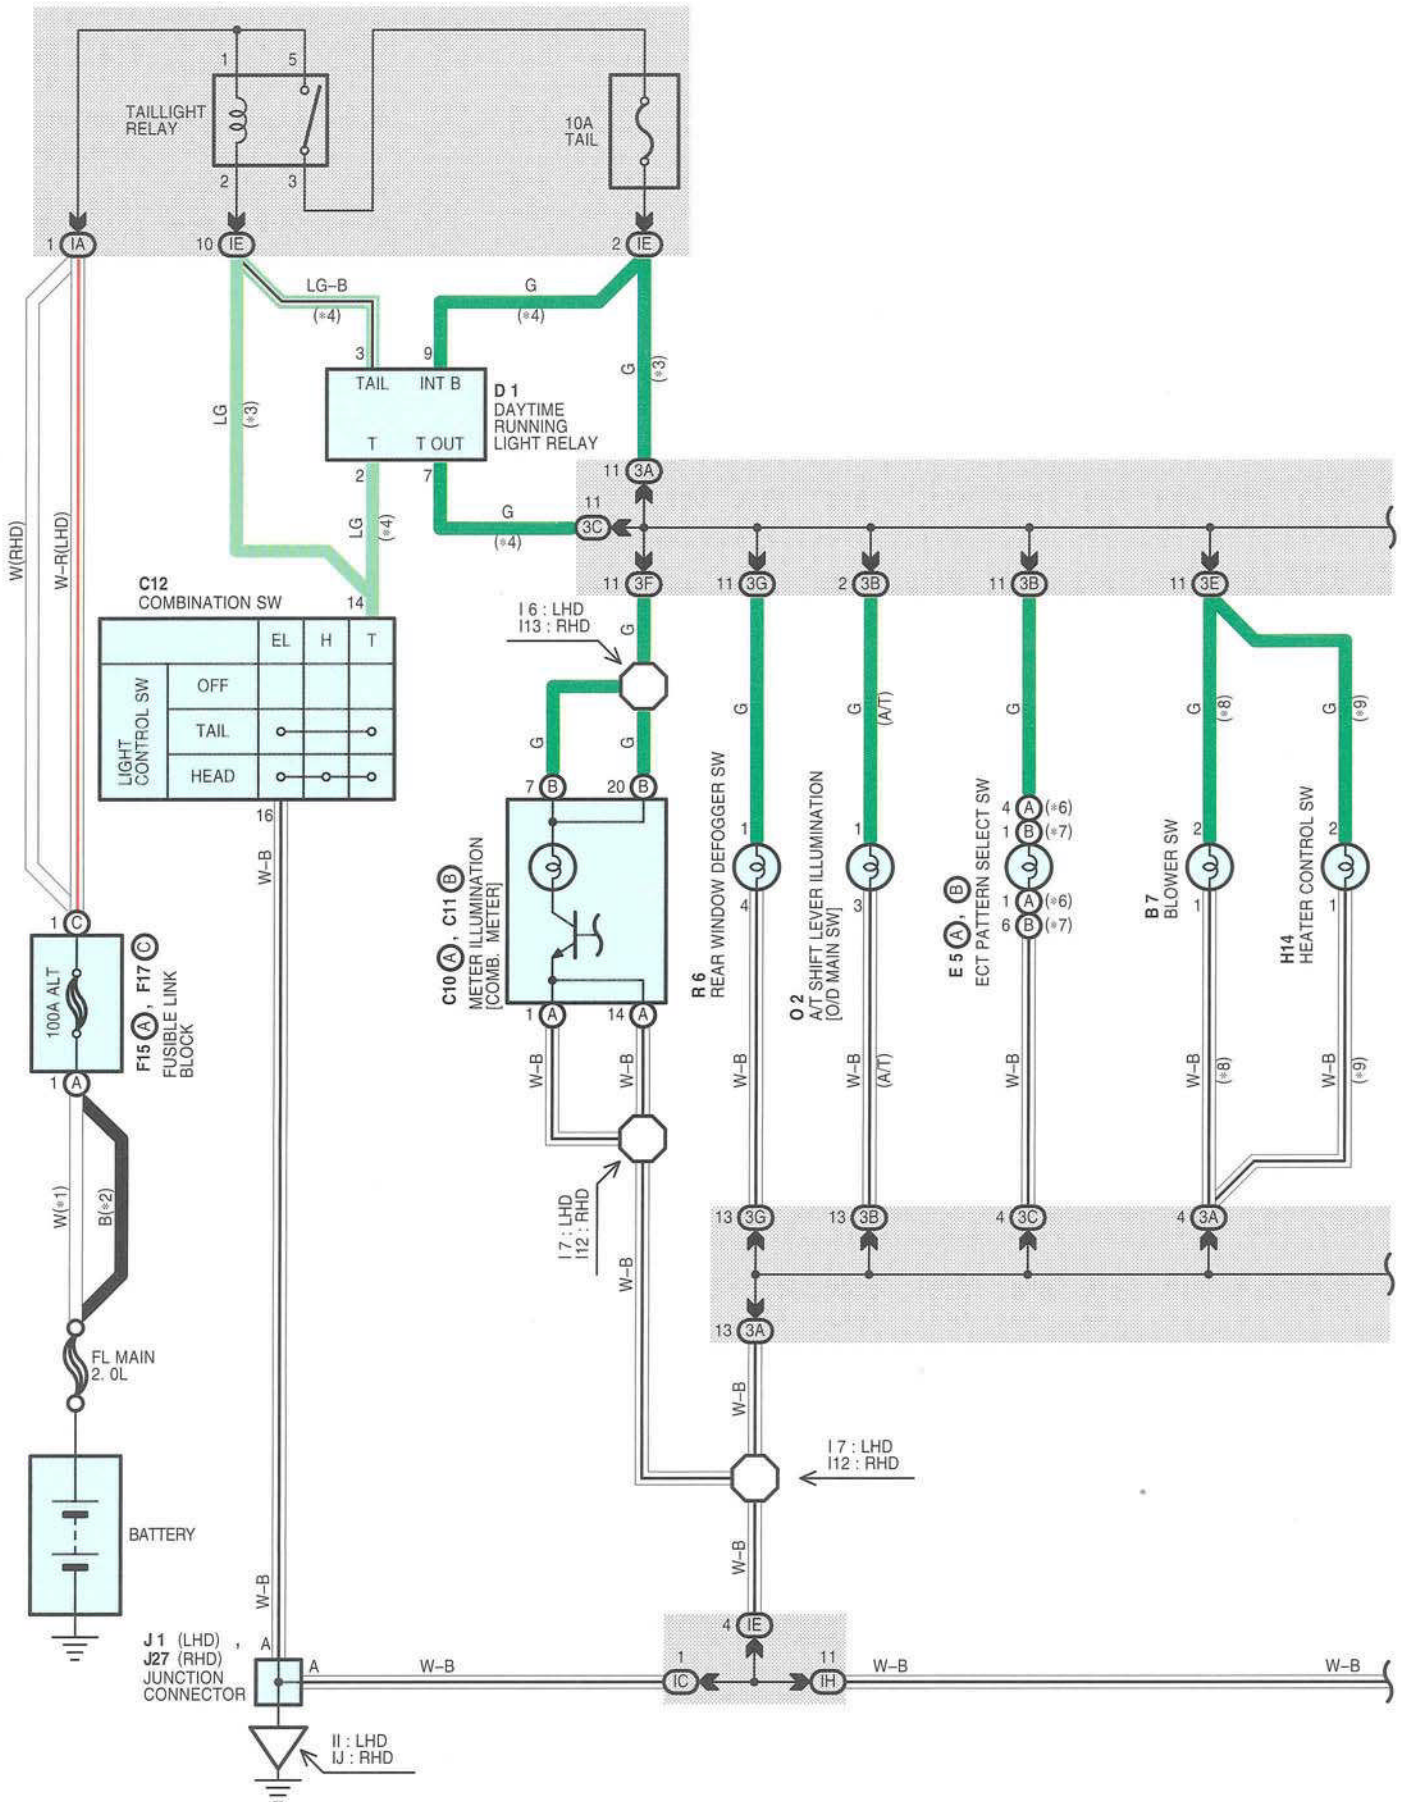 1
5
TAILLIGHT
RELAY
2
3
10A
TAIL
1 IA
10 IE
2 IE
LG-B
(*4)
G
(*4)
3
9
TAIL
INT B
T
T OUT
2
7
D 1
DAYTIME
RUNNING
LIGHT RELAY
LG
(*3)
G
(*3)
11 3A
11
3C
G
(*4)
LG
(*4)
W(RHD)
W-R(LHD)
C12
COMBINATION SW
14
EL
H
T
LIGHT
CONTROL SW
OFF
TAIL
HEAD
16
W-B
11 3F
11 3G
2 3B
11 3B
11 3E
I 6 : LHD
I13 : RHD
G
G
G
G
G
(A/T)
G
G
(*8)
G
(*9)
7 B
20 B
C10 A , C11 B
METER ILLUMINATION
[COMB. METER]
1 A
14 A
W-B
W-B
R 6
REAR WINDOW DEFOGGER SW
1
4
O 2
A/T SHIFT LEVER ILLUMINATION
[O/D MAIN SW]
1
3
E 5 A , B
ECT PATTERN SELECT SW
4 A (*6)
1 B (*7)
1 A (*6)
6 B (*7)
B 7
BLOWER SW
2
1
H14
HEATER CONTROL SW
2
1
1 C
100A ALT
F15 A , F17 C
FUSIBLE LINK
BLOCK
1 A
W(*1)
B(*2)
FL MAIN
2. 0L
BATTERY
W-B
W-B
(A/T)
W-B
W-B
(*8)
W-B
(*9)
I 7 : LHD
I12 : RHD
W-B
13 3G
13 3B
4 3C
4 3A
13 3A
W-B
I 7 : LHD
I12 : RHD
W-B
4 IE
1
IC
11
IH
W-B
W-B
W-B
W-B
A
A
J 1 (LHD) ,
J27 (RHD)
JUNCTION
CONNECTOR
II : LHD
IJ : RHD